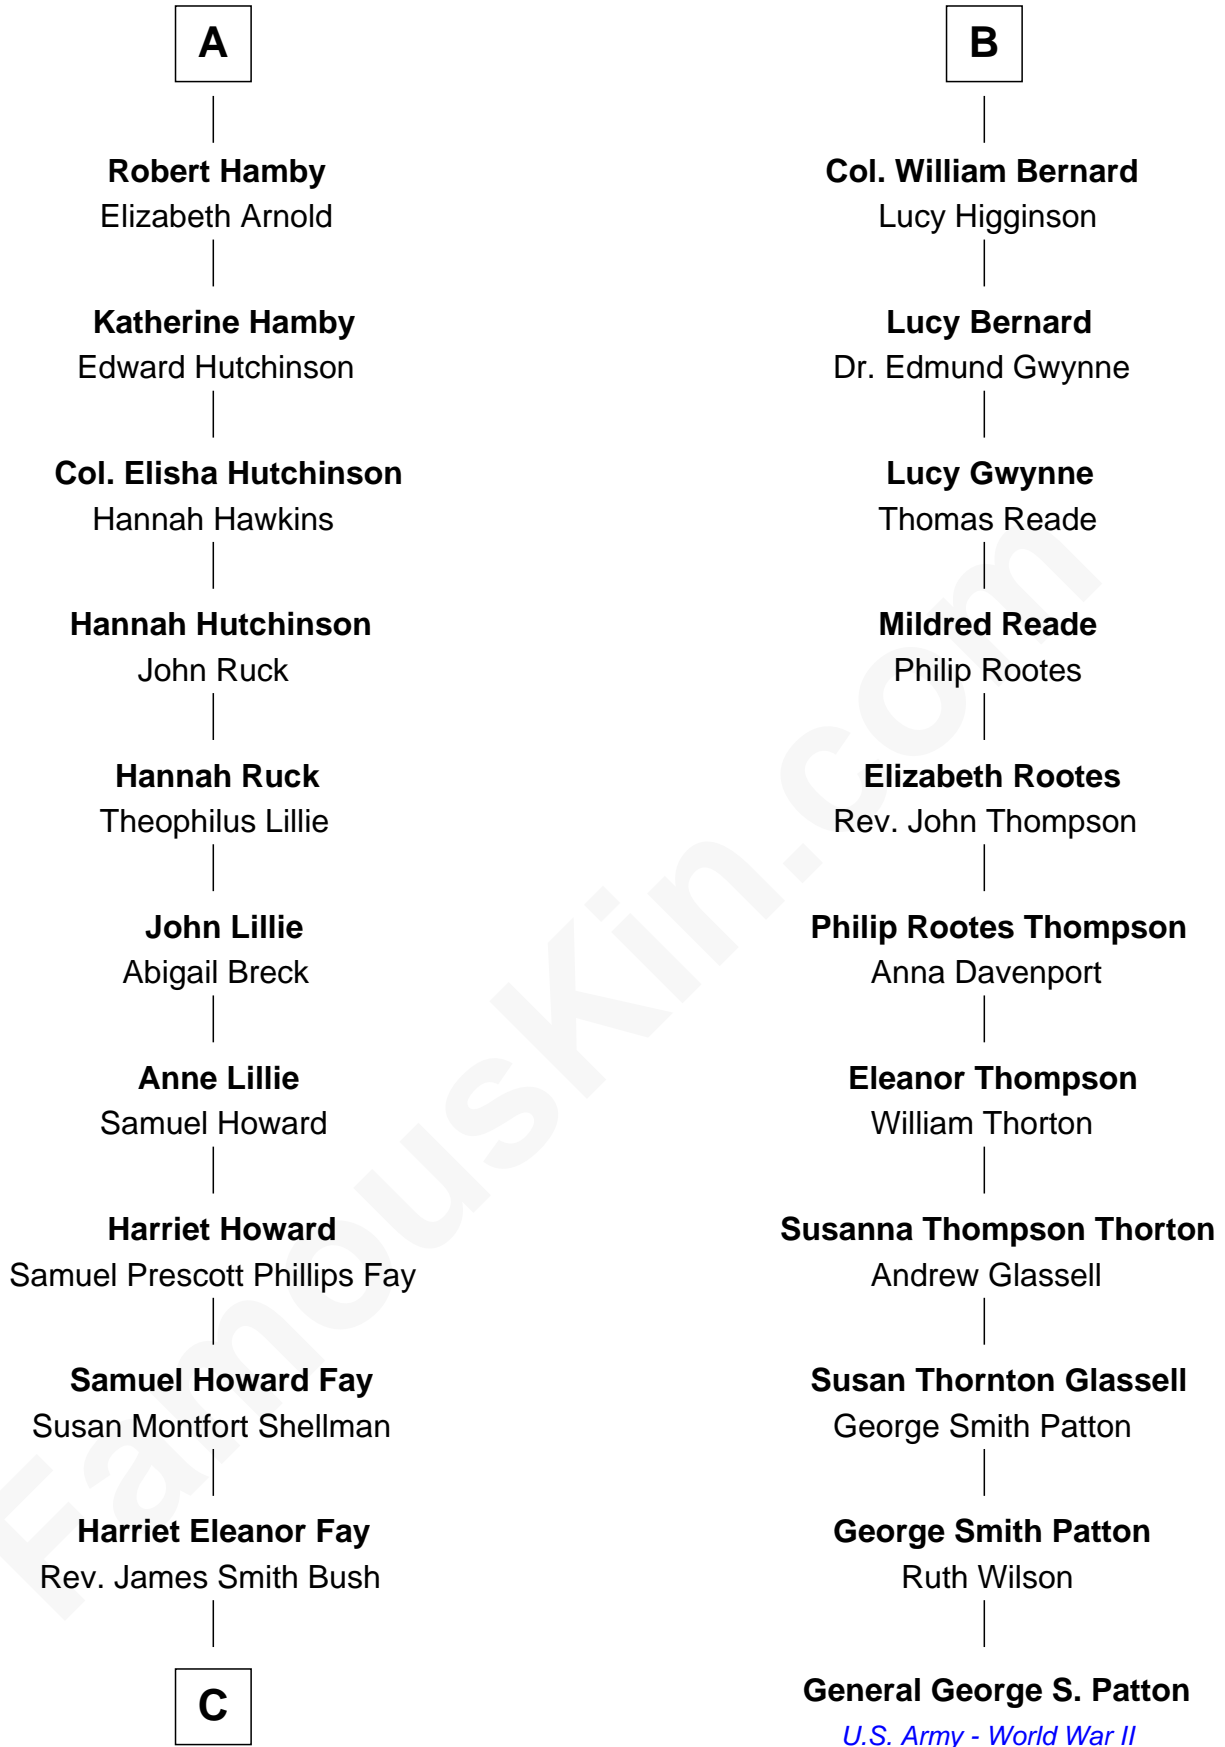 A
Robert Hamby
Elizabeth Arnold
Katherine Hamby
Edward Hutchinson
Col. Elisha Hutchinson
Hannah Hawkins
Hannah Hutchinson
John Ruck
Hannah Ruck
Theophilus Lillie
John Lillie
Abigail Breck
Anne Lillie
Samuel Howard
Harriet Howard
Samuel Prescott Phillips Fay
Samuel Howard Fay
Susan Montfort Shellman
Harriet Eleanor Fay
Rev. James Smith Bush
C
B
Col. William Bernard
Lucy Higginson
Lucy Bernard
Dr. Edmund Gwynne
Lucy Gwynne
Thomas Reade
Mildred Reade
Philip Rootes
Elizabeth Rootes
Rev. John Thompson
Philip Rootes Thompson
Anna Davenport
Eleanor Thompson
William Thorton
Susanna Thompson Thorton
Andrew Glassell
Susan Thornton Glassell
George Smith Patton
George Smith Patton
Ruth Wilson
General George S. Patton
U.S. Army - World War II
FamousKin.com